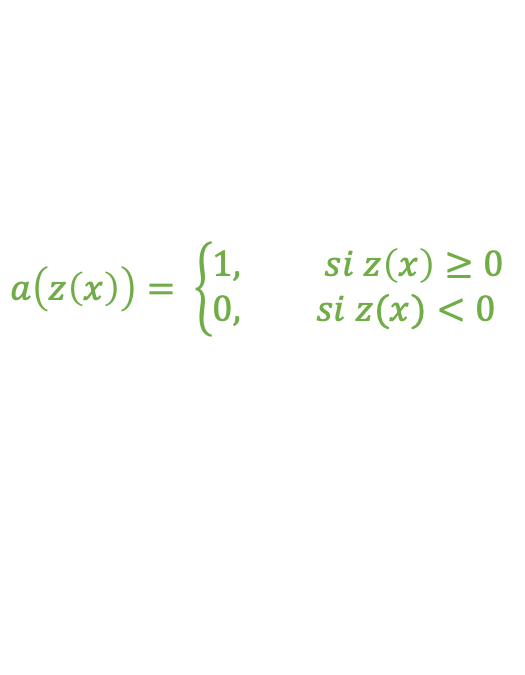 a(z(x)) = {1, si z(x) ≥ 0
0, si z(x) < 0